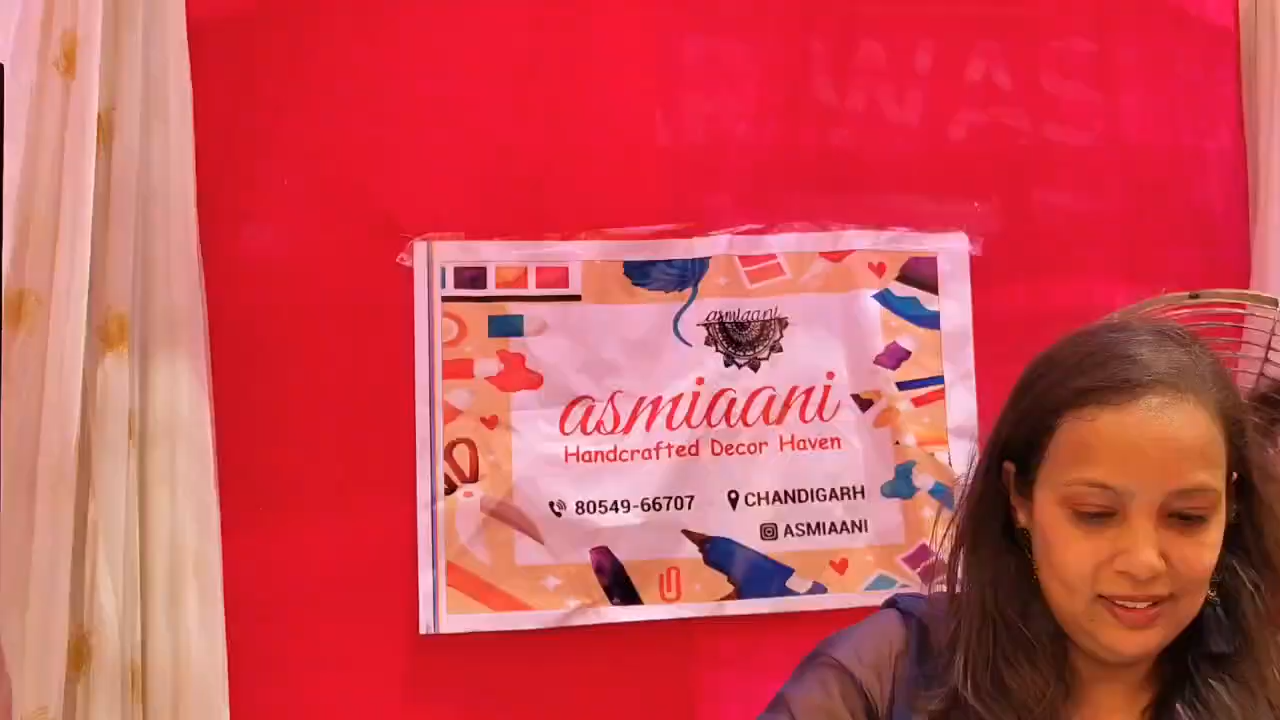 asmiaani
asmiaani
Handcrafted Decor Haven
80549-66707
CHANDIGARH
ASMIAANI